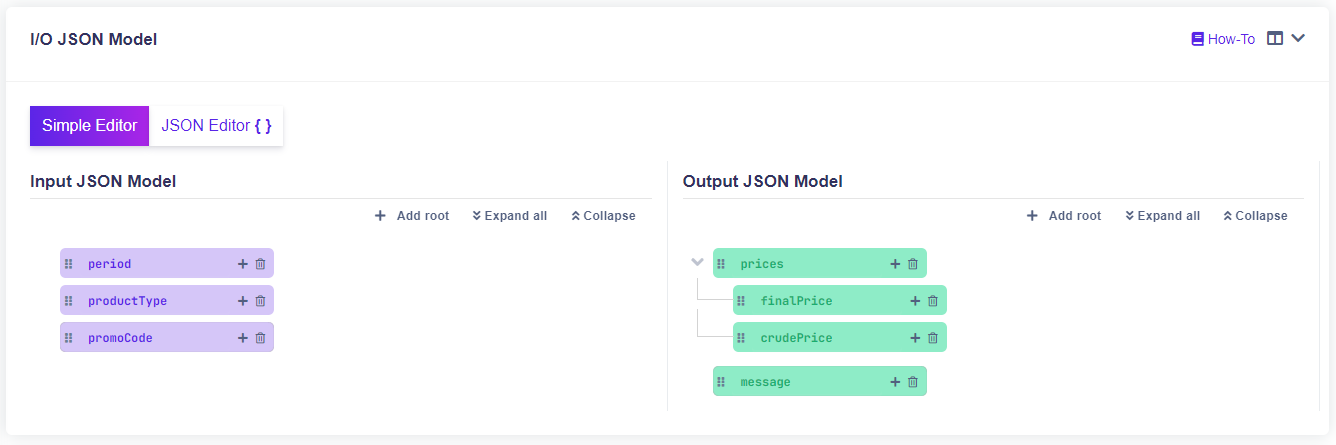 I/O JSON Model
How-To
Simple Editor
JSON Editor { }
Input JSON Model
Add root Expand all Collapse
period
productType
promoCode
Output JSON Model
Add root Expand all Collapse
prices
finalPrice
crudePrice
message